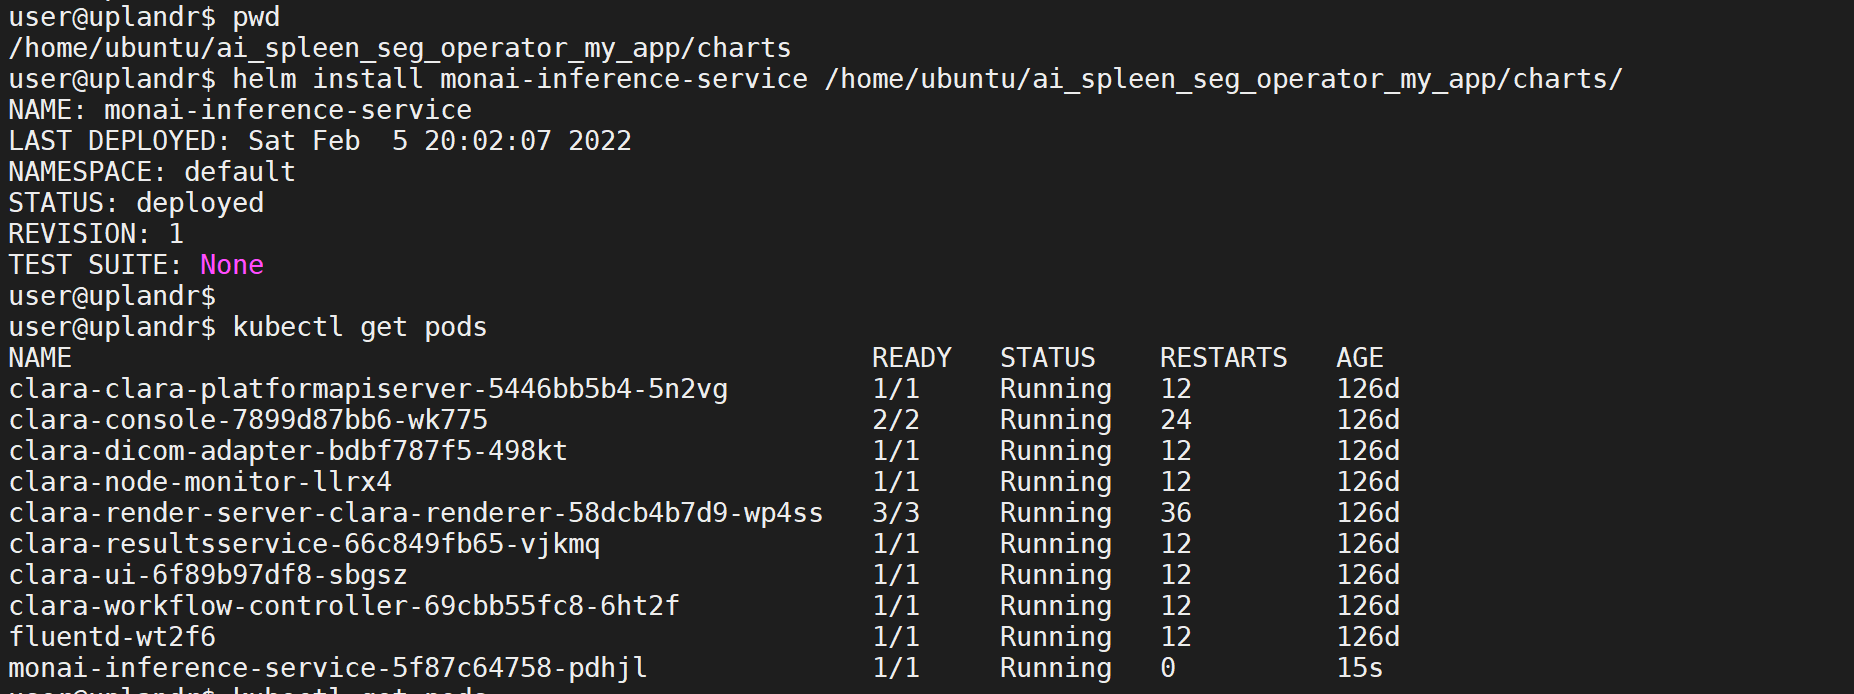 user@uplandr$ pwd
/home/ubuntu/ai_spleen_seg_operator_my_app/charts
user@uplandr$ helm install monai-inference-service /home/ubuntu/ai_spleen_seg_operator_my_app/charts/
NAME: monai-inference-service
LAST DEPLOYED: Sat Feb  5 20:02:07 2022
NAMESPACE: default
STATUS: deployed
REVISION: 1
TEST SUITE: None
user@uplandr$
user@uplandr$ kubectl get pods
NAME                                                  READY   STATUS    RESTARTS   AGE
clara-clara-platformapiserver-5446bb5b4-5n2vg         1/1     Running   12         126d
clara-console-7899d87bb6-wk775                        2/2     Running   24         126d
clara-dicom-adapter-bdbf787f5-498kt                   1/1     Running   12         126d
clara-node-monitor-llrx4                              1/1     Running   12         126d
clara-render-server-clara-renderer-58dcb4b7d9-wp4ss   3/3     Running   36         126d
clara-resultsservice-66c849fb65-vjkmq                 1/1     Running   12         126d
clara-ui-6f89b97df8-sbgsz                             1/1     Running   12         126d
clara-workflow-controller-69cbb55fc8-6ht2f            1/1     Running   12         126d
fluentd-wt2f6                                         1/1     Running   12         126d
monai-inference-service-5f87c64758-pdhjl              1/1     Running   0          15s
user@uplandr$ kubectl get pods